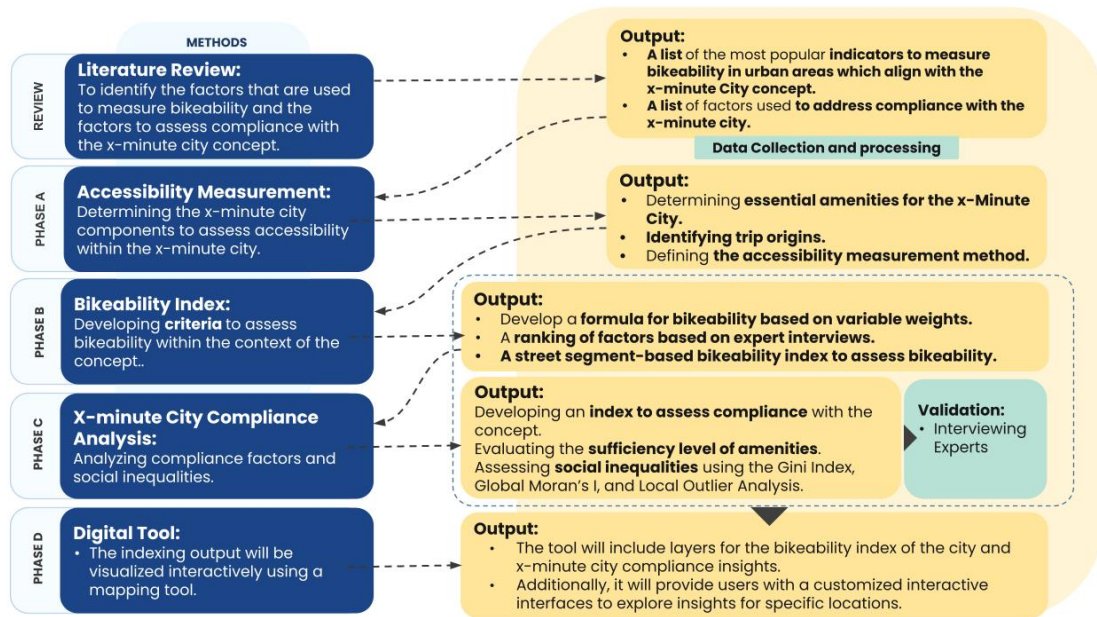 METHODS
REVIEW
Literature Review:
To identify the factors that are used
to measure bikeability and the
factors to assess compliance with
the x-minute city concept.
Output:
• A list of the most popular indicators to measure
bikeability in urban areas which align with the
x-minute City concept.
• A list of factors used to address compliance with the
x-minute city.
Data Collection and processing
PHASE A
Accessibility Measurement:
Determining the x-minute city
components to assess accessibility
within the x-minute city.
Output:
• Determining essential amenities for the x-Minute
City.
• Identifying trip origins.
• Defining the accessibility measurement method.
PHASE B
Bikeability Index:
Developing criteria to assess
bikeability within the context of the
concept..
Output:
• Develop a formula for bikeability based on variable weights.
• A ranking of factors based on expert interviews.
• A street segment-based bikeability index to assess bikeability.
PHASE C
X-minute City Compliance
Analysis:
Analyzing compliance factors and
social inequalities.
Output:
Developing an index to assess compliance with the
concept.
Evaluating the sufficiency level of amenities.
Assessing social inequalities using the Gini Index,
Global Moran's I, and Local Outlier Analysis.
Validation:
• Interviewing
Experts
PHASE D
Digital Tool:
• The indexing output will be
visualized interactively using a
mapping tool.
Output:
• The tool will include layers for the bikeability index of the city and
x-minute city compliance insights.
• Additionally, it will provide users with a customized interactive
interfaces to explore insights for specific locations.